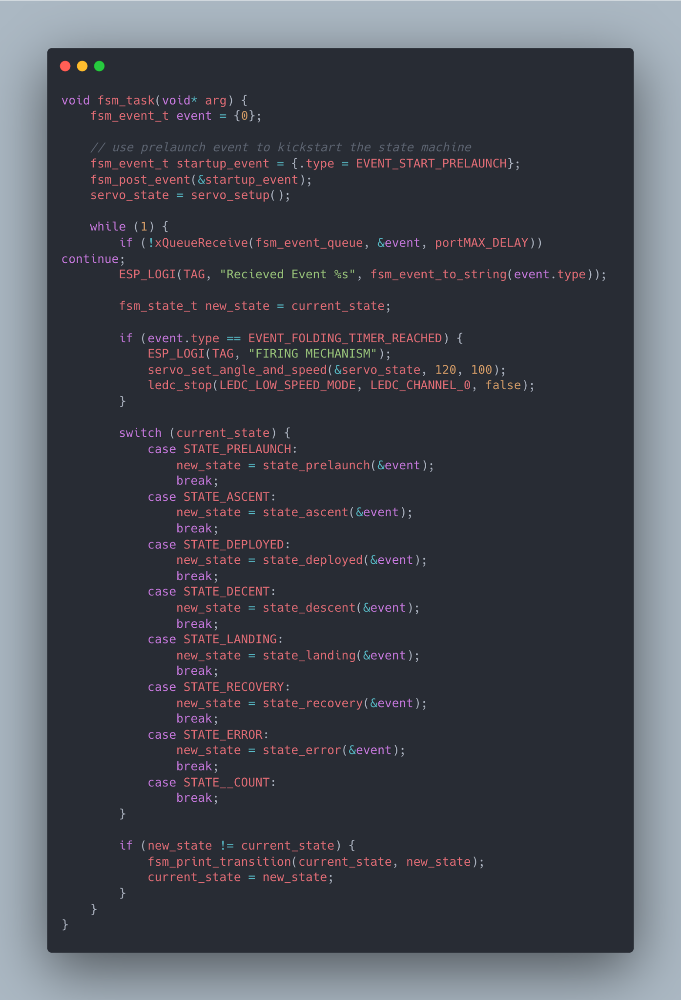 void fsm_task(void* arg) {
    fsm_event_t event = {0};

    // use prelaunch event to kickstart the state machine
    fsm_event_t startup_event = {.type = EVENT_START_PRELAUNCH};
    fsm_post_event(&startup_event);
    servo_state = servo_setup();

    while (1) {
        if (!xQueueReceive(fsm_event_queue, &event, portMAX_DELAY))
continue;
        ESP_LOGI(TAG, "Recieved Event %s", fsm_event_to_string(event.type));

        fsm_state_t new_state = current_state;

        if (event.type == EVENT_FOLDING_TIMER_REACHED) {
            ESP_LOGI(TAG, "FIRING MECHANISM");
            servo_set_angle_and_speed(&servo_state, 120, 100);
            ledc_stop(LEDC_LOW_SPEED_MODE, LEDC_CHANNEL_0, false);
        }

        switch (current_state) {
            case STATE_PRELAUNCH:
                new_state = state_prelaunch(&event);
                break;
            case STATE_ASCENT:
                new_state = state_ascent(&event);
                break;
            case STATE_DEPLOYED:
                new_state = state_deployed(&event);
                break;
            case STATE_DECENT:
                new_state = state_descent(&event);
                break;
            case STATE_LANDING:
                new_state = state_landing(&event);
                break;
            case STATE_RECOVERY:
                new_state = state_recovery(&event);
                break;
            case STATE_ERROR:
                new_state = state_error(&event);
                break;
            case STATE__COUNT:
                break;
        }

        if (new_state != current_state) {
            fsm_print_transition(current_state, new_state);
            current_state = new_state;
        }
    }
}